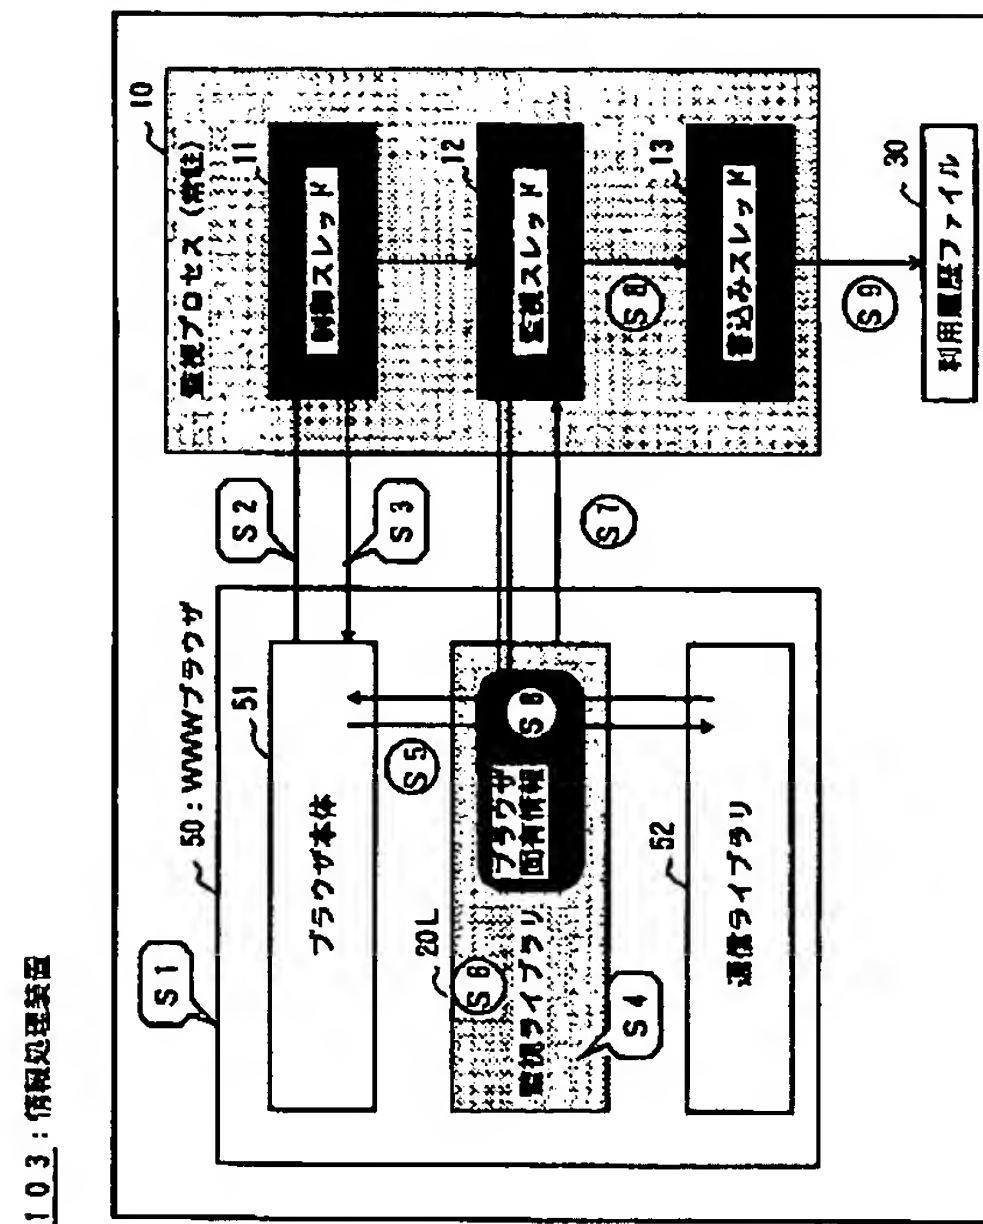 103:情報処理装置
S1
50:WWWブラウザ
51
ブラウザ本体
S2
S3
10
監視プロセス(常駐)
11
制御スレッド
S5
20L
S6
監視ライブラリ
ブラウザ
固有情報
S6
S4
S7
12
監視スレッド
S8
52
通信ライブラリ
13
書込みスレッド
S9
30
利用履歴ファイル